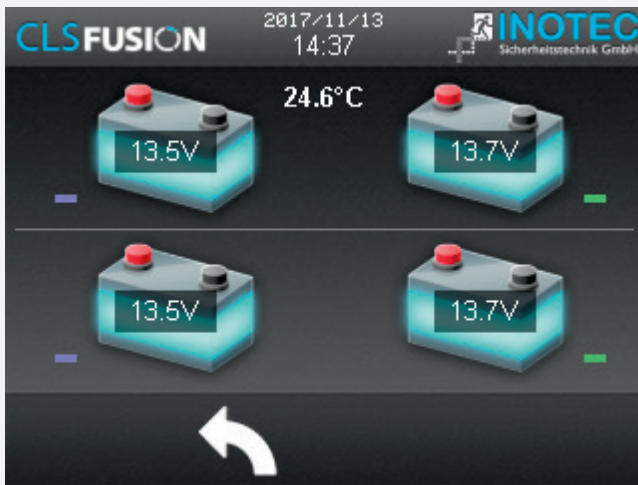 CLSFUSION
2017/11/13
14:37
INOTEC
Sicherheitstechnik GmbH
24.6°C
13.5V
13.7V
13.5V
13.7V